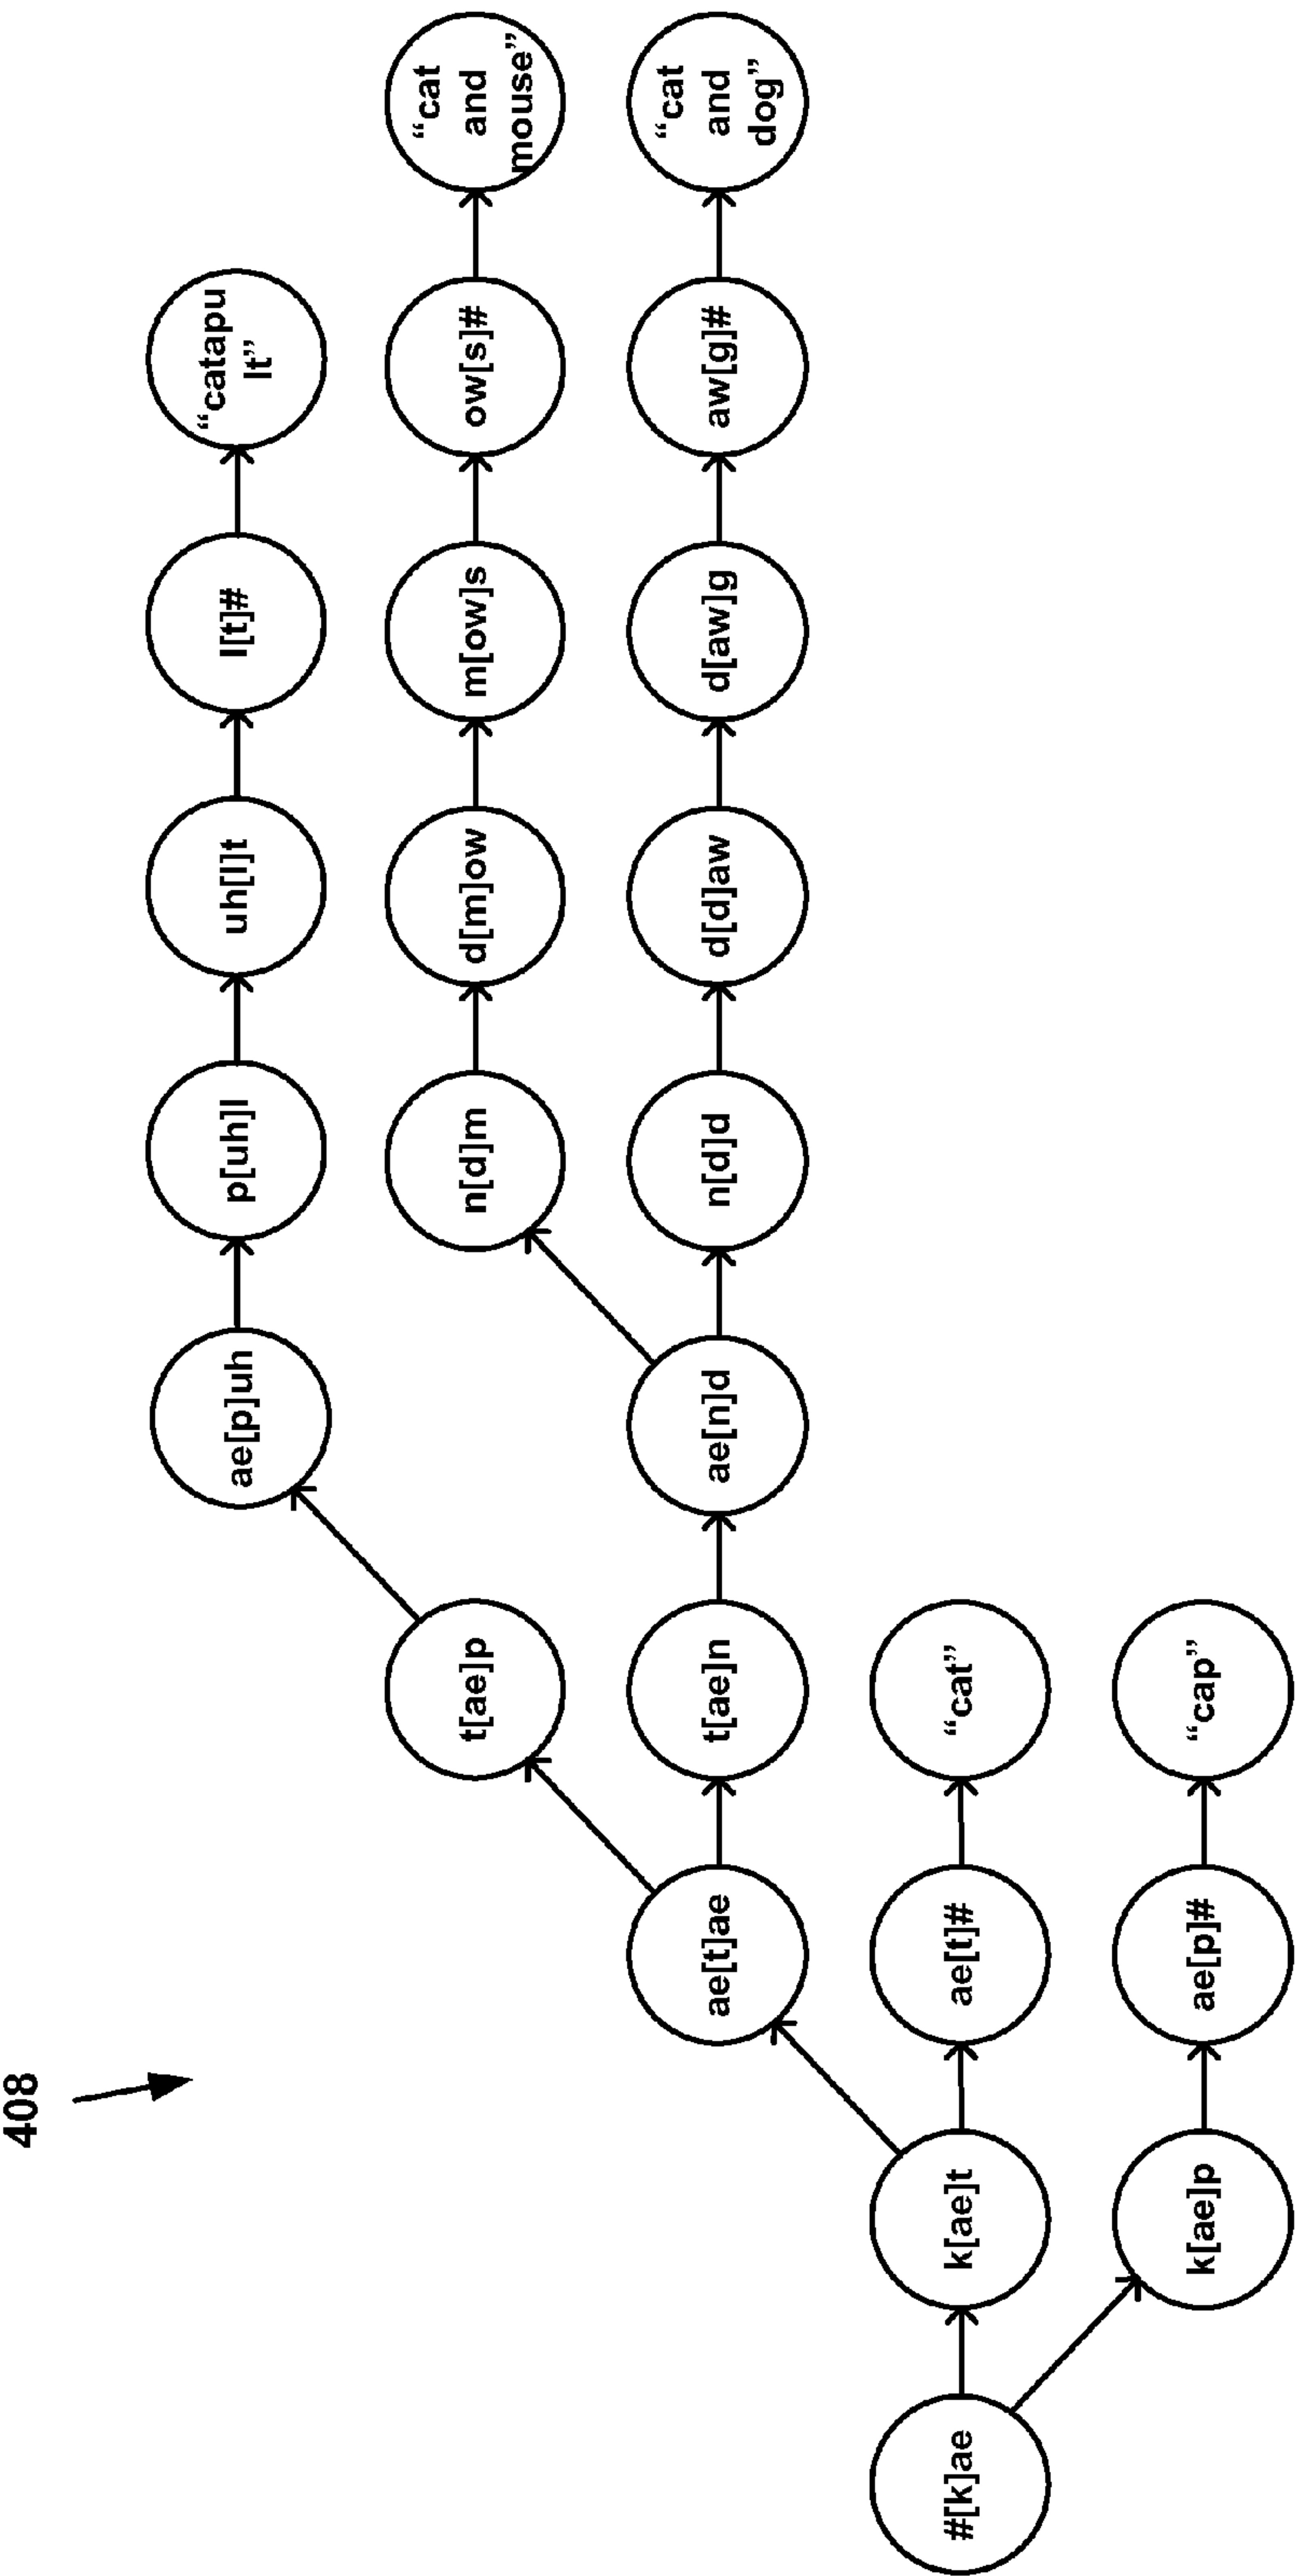 408
ae[p]uh
p[uh]l
uh[l]t
l[t]#
“catapu
lt”
t[ae]p
n[d]m
d[m]ow
m[ow]s
ow[s]#
“cat
and
mouse”
ae[t]ae
t[ae]n
ae[n]d
n[d]d
d[d]aw
d[aw]g
aw[g]#
“cat
and
dog”
#[k]ae
k[ae]t
ae[t]#
“cat”
k[ae]p
ae[p]#
“cap”